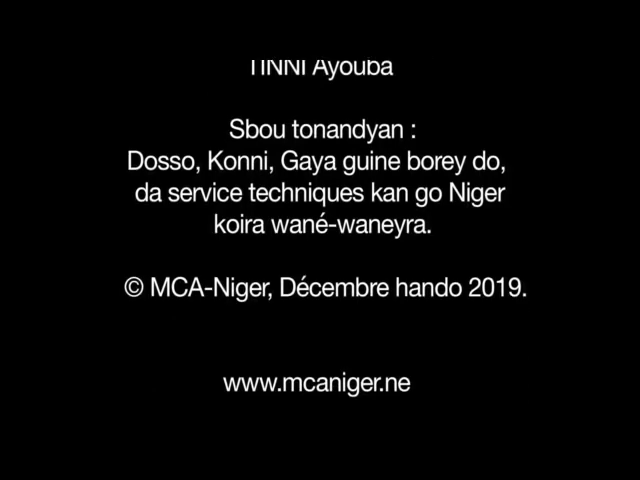 TINNI Ayouba
Sbou tonandyan :
Dosso, Konni, Gaya guine borey do,
da service techniques kan go Niger
koira wané-waneyra.
© MCA-Niger, Décembre hando 2019.
www.mcaniger.ne